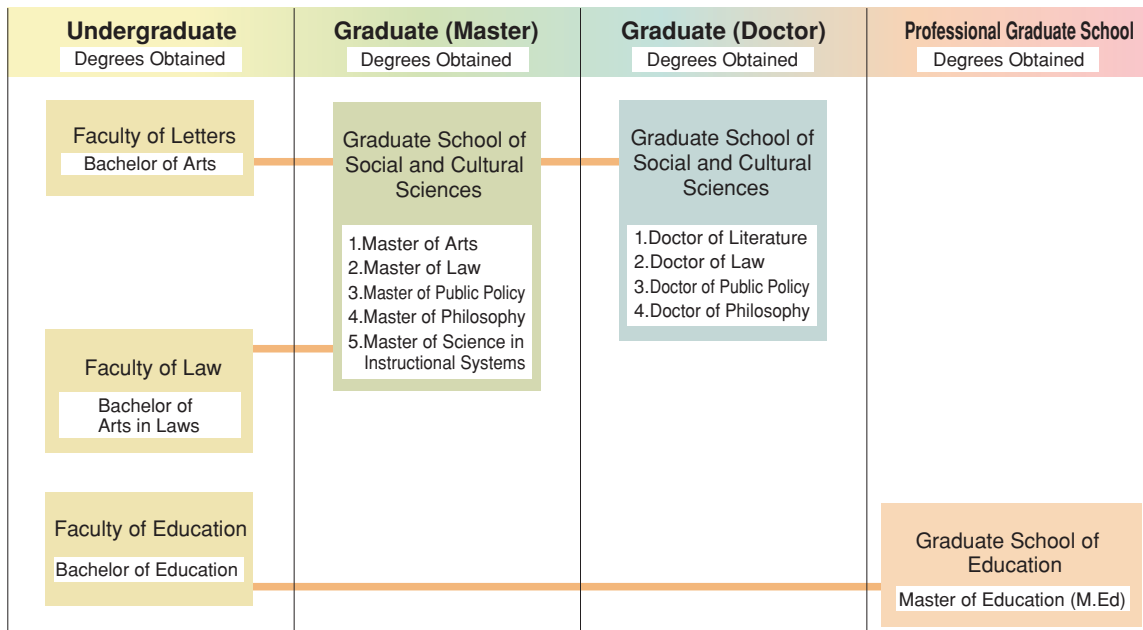 Undergraduate
Degrees Obtained
Graduate (Master)
Degrees Obtained
Graduate (Doctor)
Degrees Obtained
Professional Graduate School
Degrees Obtained
Faculty of Letters
Bachelor of Arts
Graduate School of
Social and Cultural
Sciences
1.Master of Arts
2.Master of Law
3.Master of Public Policy
4.Master of Philosophy
5.Master of Science in
Instructional Systems
Graduate School of
Social and Cultural
Sciences
1.Doctor of Literature
2.Doctor of Law
3.Doctor of Public Policy
4.Doctor of Philosophy
Faculty of Law
Bachelor of
Arts in Laws
Faculty of Education
Bachelor of Education
Graduate School of
Education
Master of Education (M.Ed)